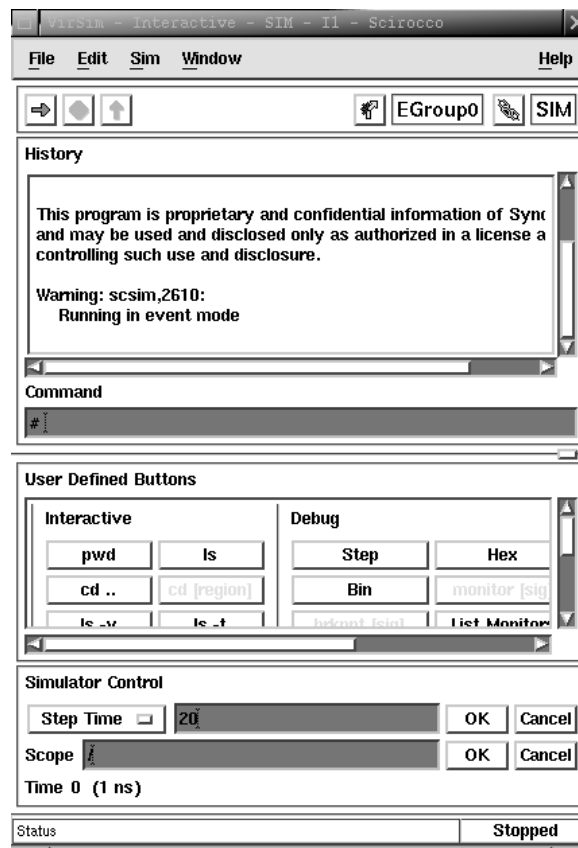 VirSim - Interactive - SIM - I1 - Scirocco
File Edit Sim Window Help
EGroup0 SIM
History
This program is proprietary and confidential information of Sync
and may be used and disclosed only as authorized in a license a
controlling such use and disclosure.
Warning: scsim,2610:
Running in event mode
Command
#
User Defined Buttons
Interactive Debug
pwd ls Step Hex
cd .. cd [region] Bin monitor [sig
ls -v ls -t brkpnt [sig] List Monitors
Simulator Control
Step Time 20 OK Cancel
Scope OK Cancel
Time 0 (1 ns)
Status Stopped